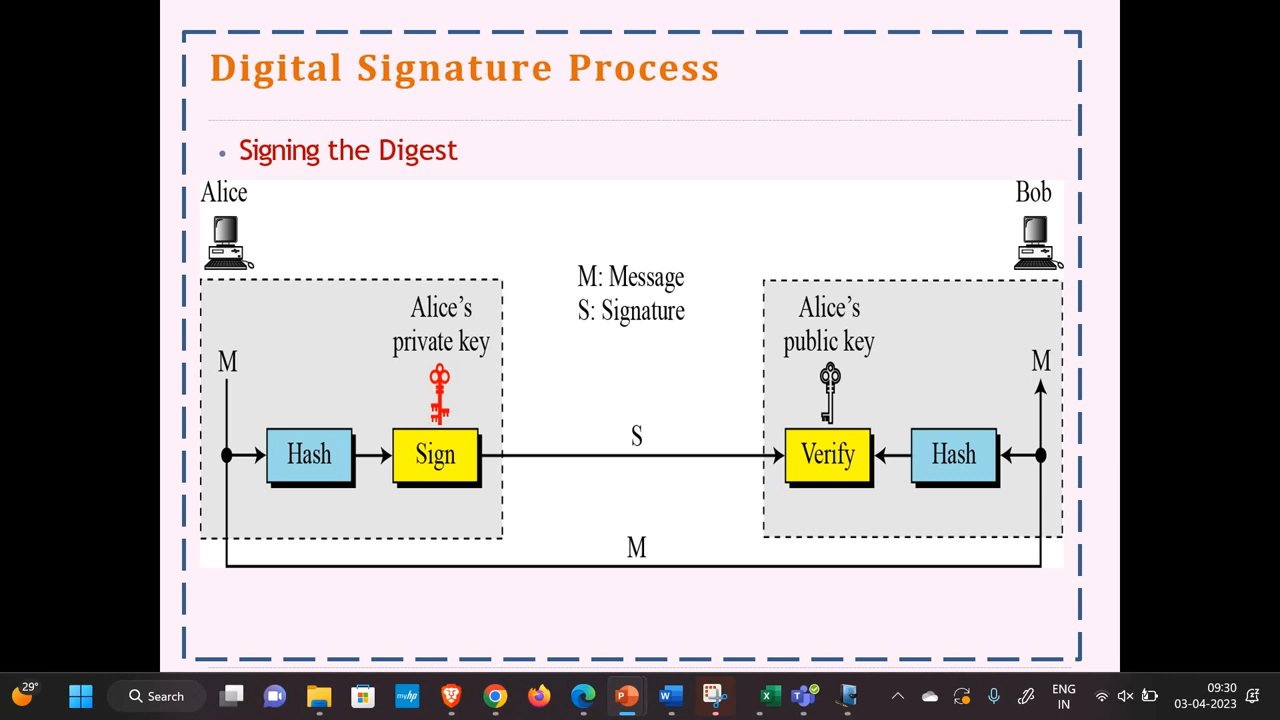 Digital Signature Process
• Signing the Digest
Alice
Bob
M: Message
S: Signature
Alice's
private key
Alice's
public key
M
M
Hash
Sign
S
Verify
Hash
M
29°
Search
myhp
ENG
IN
09:30
03-04-2023